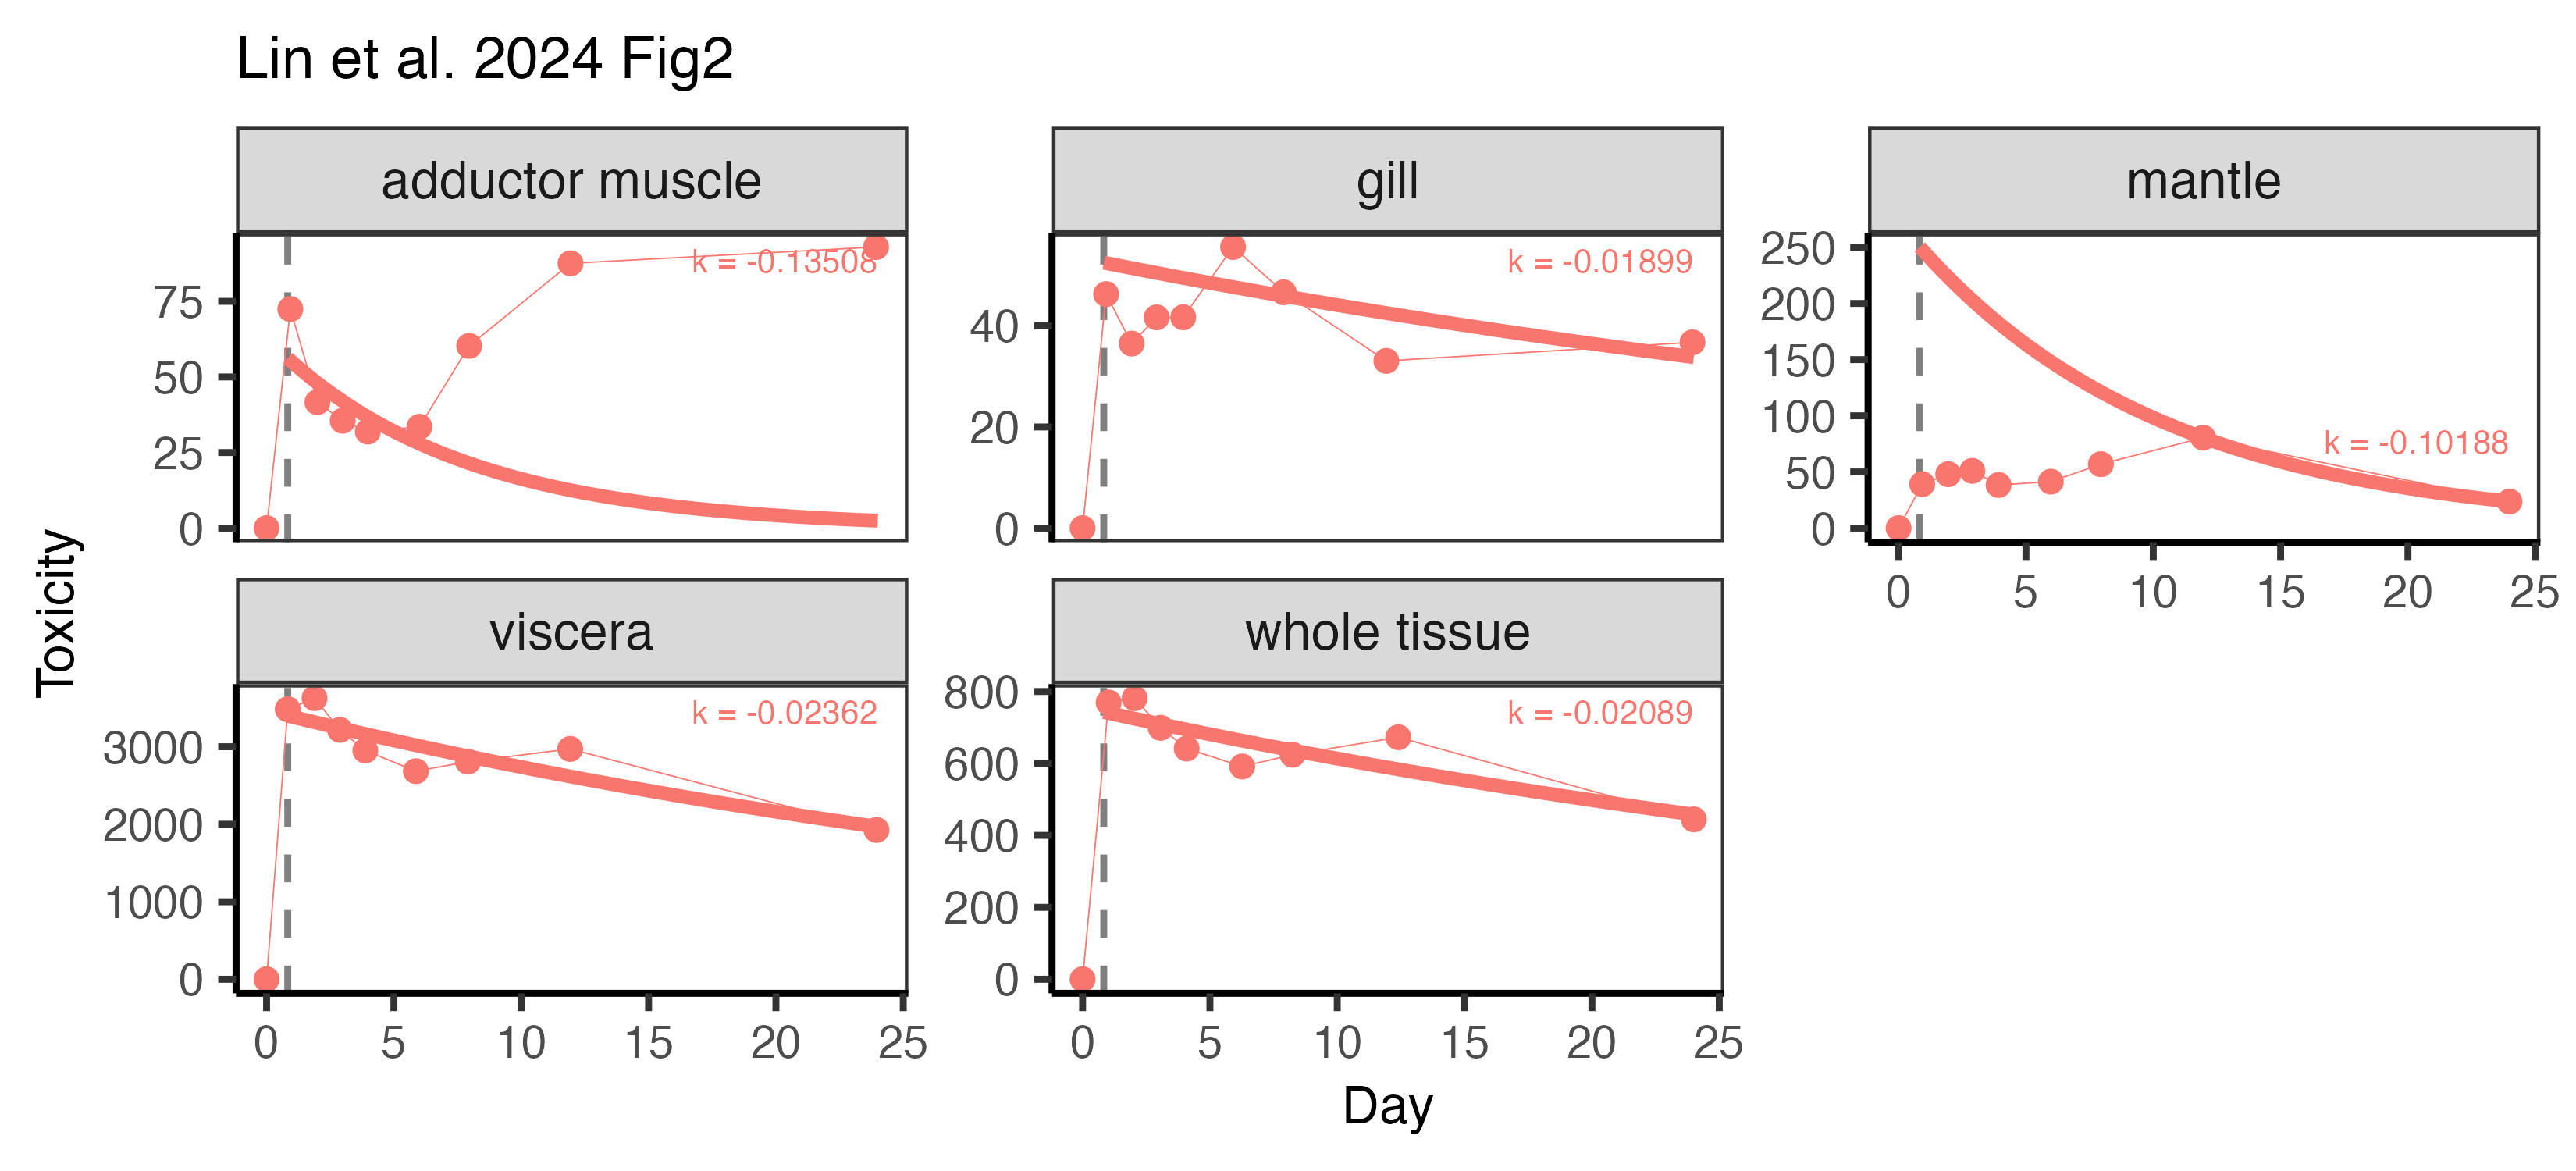 Lin et al. 2024 Fig2
adductor muscle
gill
mantle
k = -0.13508
75
50
25
0
k = -0.01899
40
20
0
k = -0.10188
250
200
150
100
50
0
0 5 10 15 20 25
Toxicity
viscera
whole tissue
k = -0.02362
3000
2000
1000
0
0 5 10 15 20 25
k = -0.02089
800
600
400
200
0
0 5 10 15 20 25
Day